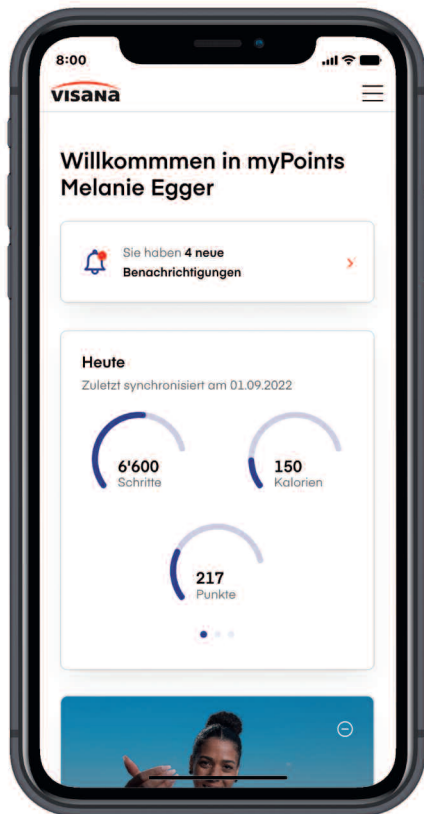 8:00
visana
Willkommmen in myPoints
Melanie Egger
Sie haben 4 neue
Benachrichtigungen
Heute
Zuletzt synchronisiert am 01.09.2022
6'600
Schritte
150
Kalorien
217
Punkte